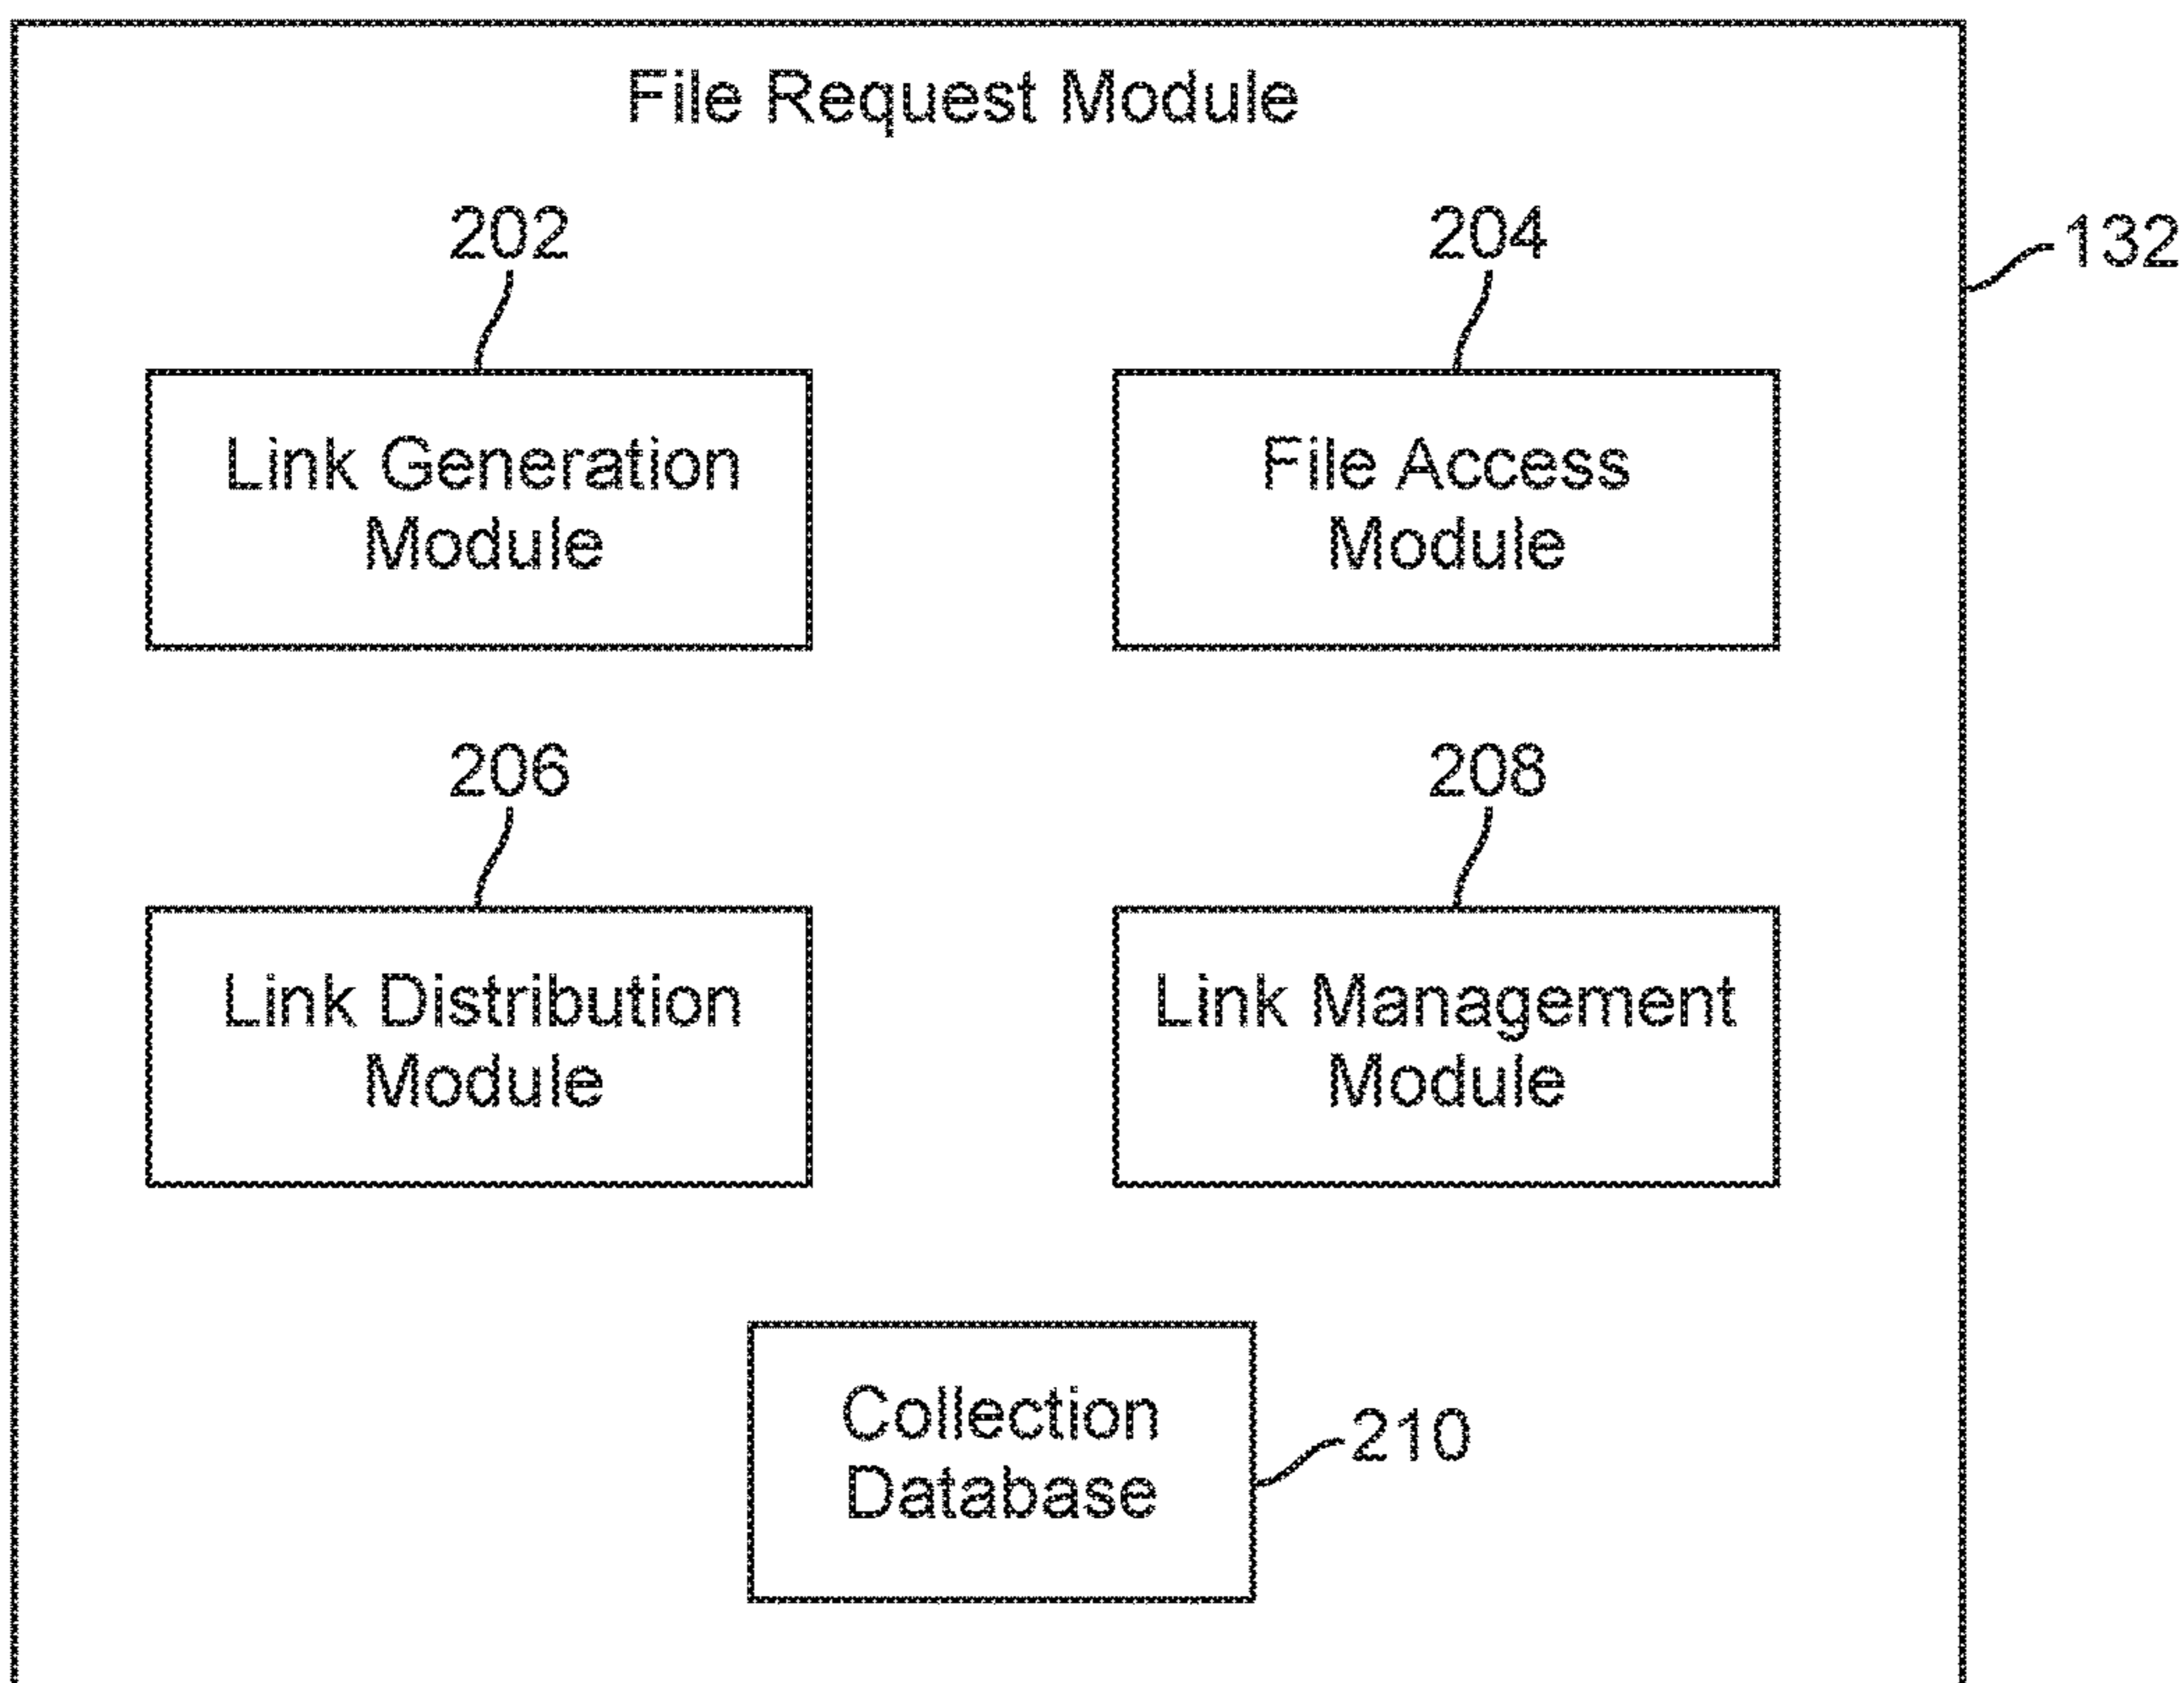 File Request Module
202
204
132
Link Generation
Module
File Access
Module
206
208
Link Distribution
Module
Link Management
Module
Collection
Database
210